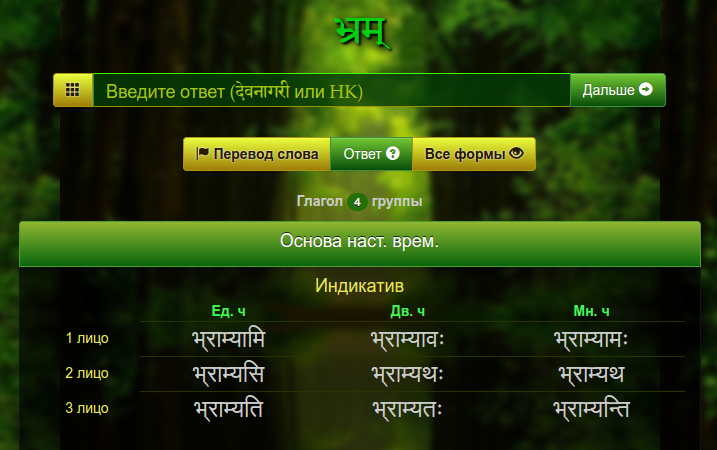 भ्रम्
Введите ответ (देवनागरी или HK) Дальше
Перевод слова Ответ ? Все формы
Глагол 4 группы
Основа наст. врем.
Индикатив
Ед. ч Дв. ч Мн. ч
1 лицо भ्राम्यामि भ्राम्यावः भ्राम्यामः
2 лицо भ्राम्यसि भ्राम्यथः भ्राम्यथ
3 лицо भ्राम्यति भ्राम्यतः भ्राम्यन्ति